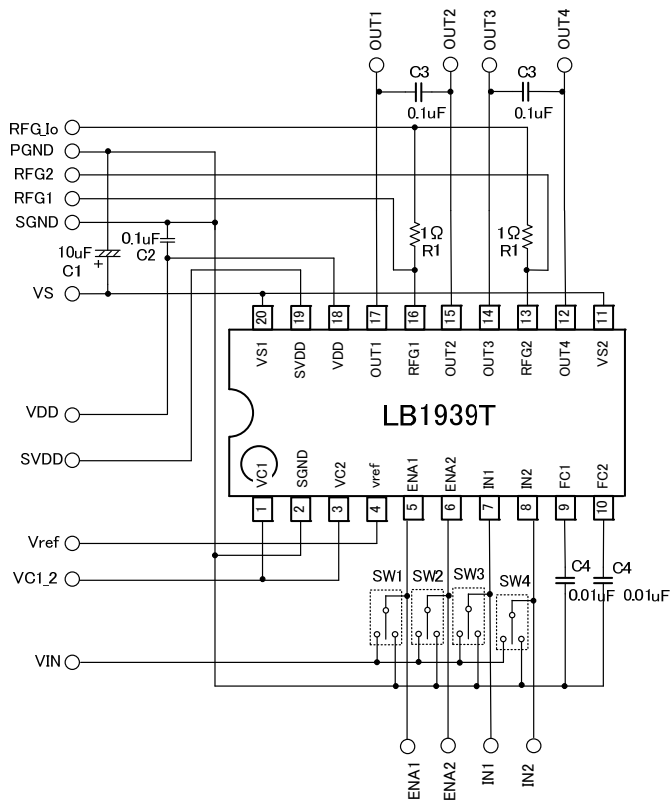 OUT1
OUT2
OUT3
OUT4
C3
0.1uF
C3
0.1uF
RFG_Io
PGND
RFG2
RFG1
SGND
10uF
C1
+
0.1uF
C2
1Ω
R1
1Ω
R1
VS
20
19
18
17
16
15
14
13
12
11
VS1
SVDD
VDD
OUT1
RFG1
OUT2
OUT3
RFG2
OUT4
VS2
LB1939T
VDD
SVDD
VC1
SGND
VC2
vref
ENA1
ENA2
IN1
IN2
FC1
FC2
1
2
3
4
5
6
7
8
9
10
Vref
VC1_2
SW1
SW2
SW3
SW4
C4
0.01uF
C4
0.01uF
VIN
ENA1
ENA2
IN1
IN2